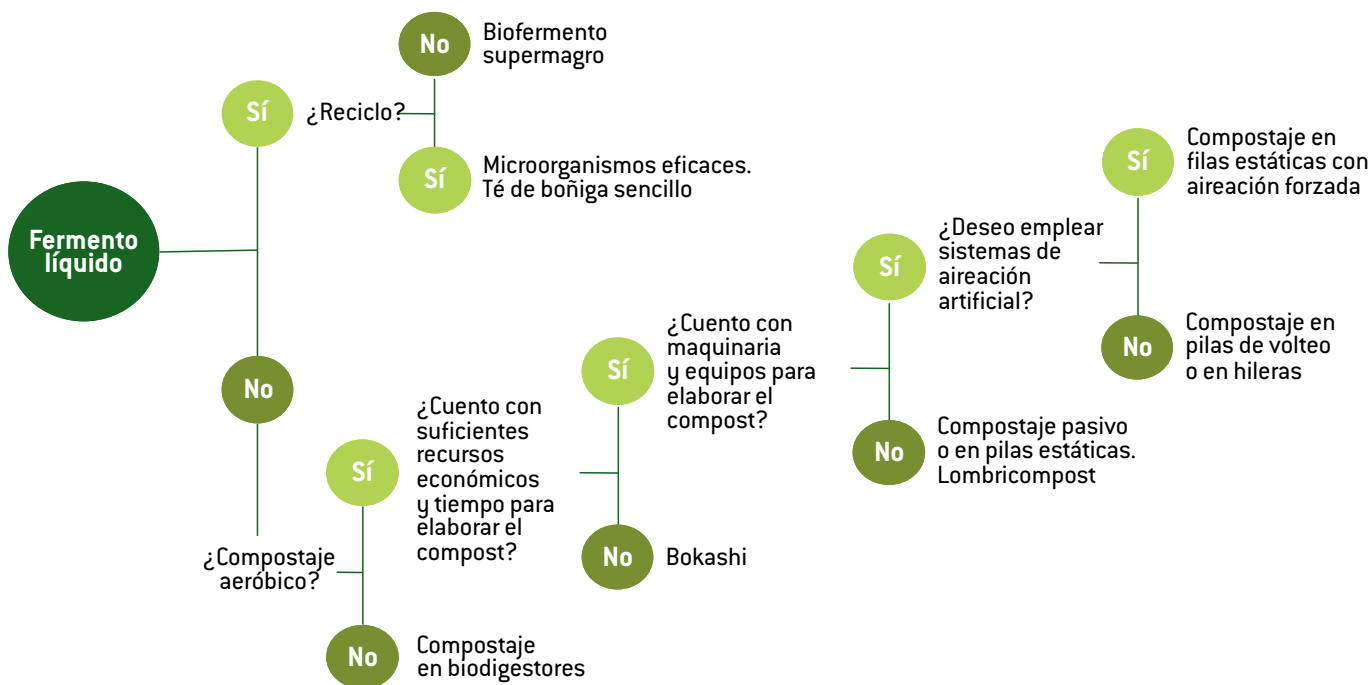 Fermento
líquido
Sí
¿Reciclo?
No
Biofermento
supermagro
Sí
Microorganismos eficaces.
Té de boñiga sencillo
No
¿Compostaje
aeróbico?
Sí
¿Cuento con
suficientes
recursos
económicos
y tiempo para
elaborar el
compost?
No
Compostaje
en biodigestores
Sí
¿Cuento con
maquinaria
y equipos para
elaborar el
compost?
No
Bokashi
Sí
¿Deseo emplear
sistemas de
aireación
artificial?
No
Compostaje pasivo
o en pilas estáticas.
Lombricompost
Sí
Compostaje en
filas estáticas con
aireación forzada
No
Compostaje en
pilas de volteo
o en hileras